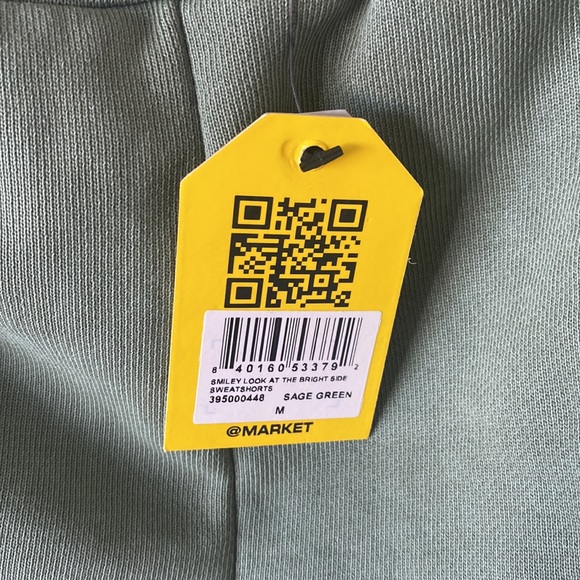 8 40160 53379 2
SMILEY LOOK AT THE BRIGHT SIDE
SWEATSHORTS
395000448 SAGE GREEN
M
@MARKET